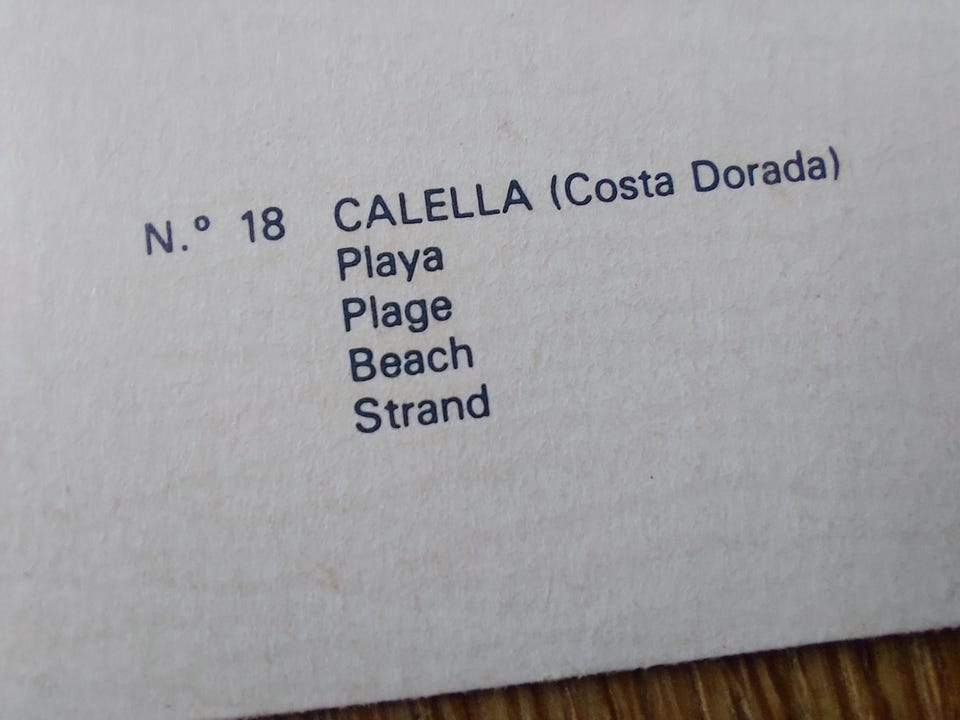 N.º 18 CALELLA (Costa Dorada)
Playa
Plage
Beach
Strand